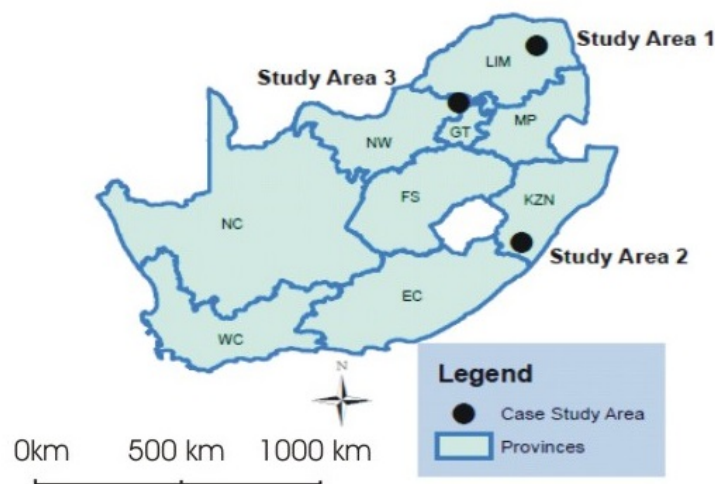 Study Area 1
LIM
Study Area 3
MP
GT
NW
FS
KZN
NC
Study Area 2
EC
WC
N
Legend
Case Study Area
Provinces
0km 500 km 1000 km